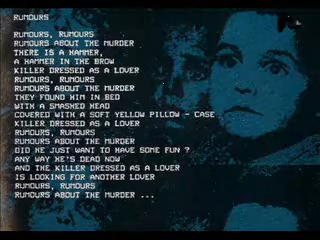 RUMOURS
RUMOURS, RUMOURS
RUMOURS ABOUT THE MURDER
THERE IS A HAMMER,
A HAMMER IN THE BROW
KILLER DRESSED AS A LOVER
RUMOURS, RUMOURS
RUMOURS ABOUT THE MURDER
THEY FOUND HIM IN BED
WITH A SMASHED HEAD
COVERED WITH A SOFT YELLOW PILLOW - CASE
KILLER DRESSED AS A LOVER
RUMOURS, RUMOURS
RUMOURS ABOUT THE MURDER
DID HE JUST WANT TO HAVE SOME FUN ?
ANY WAY HE'S DEAD NOW
AND THE KILLER DRESSED AS A LOVER
IS LOOKING FOR ANOTHER LOVER
RUMOURS, RUMOURS
RUMOURS ABOUT THE MURDER ...